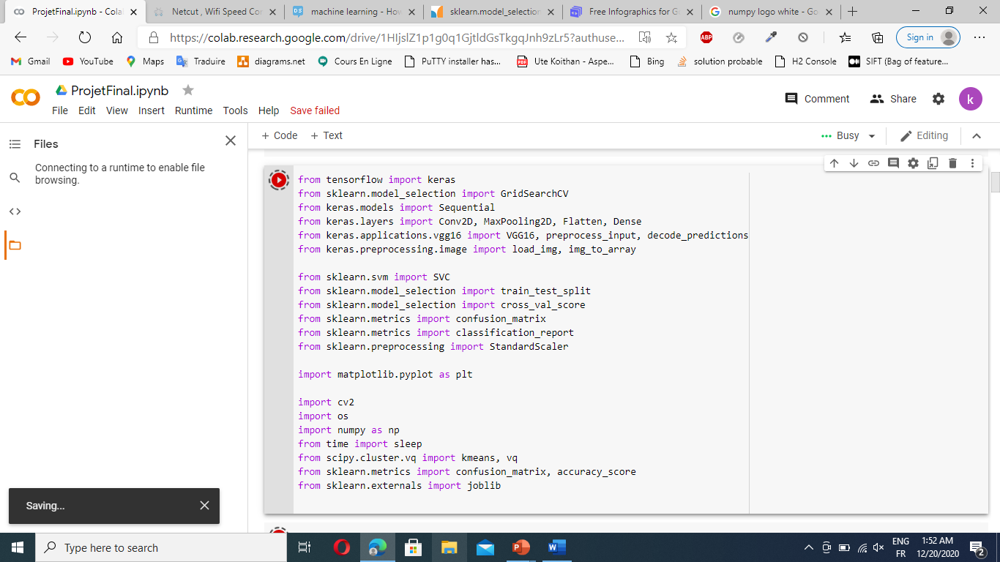 ProjetFinal.ipynb - Cola
Netcut , Wifi Speed Con
machine learning - How
sklearn.model_selection
Free Infographics for Go
numpy logo white - Go
https://colab.research.google.com/drive/1HIjslZ1p1g0q1GjtldGsTkgqJnh9zLr5?authuse...
ABP
Sign in
Gmail
YouTube
Maps
Traduire
diagrams.net
Cours En Ligne
PuTTY installer has...
Ute Koithan - Aspe...
Bing
solution probable
H2 Console
SIFT (Bag of feature...
ProjetFinal.ipynb
Comment
Share
k
File Edit View Insert Runtime Tools Help Save failed
Files
+ Code + Text
Busy
Editing
Connecting to a runtime to enable file
browsing.
from tensorflow import keras
from sklearn.model_selection import GridSearchCV
from keras.models import Sequential
from keras.layers import Conv2D, MaxPooling2D, Flatten, Dense
from keras.applications.vgg16 import VGG16, preprocess_input, decode_predictions
from keras.preprocessing.image import load_img, img_to_array
from sklearn.svm import SVC
from sklearn.model_selection import train_test_split
from sklearn.model_selection import cross_val_score
from sklearn.metrics import confusion_matrix
from sklearn.metrics import classification_report
from sklearn.preprocessing import StandardScaler
import matplotlib.pyplot as plt
import cv2
import os
import numpy as np
from time import sleep
from scipy.cluster.vq import kmeans, vq
from sklearn.metrics import confusion_matrix, accuracy_score
from sklearn.externals import joblib
Saving...
Type here to search
ENG
FR
1:52 AM
12/20/2020
2